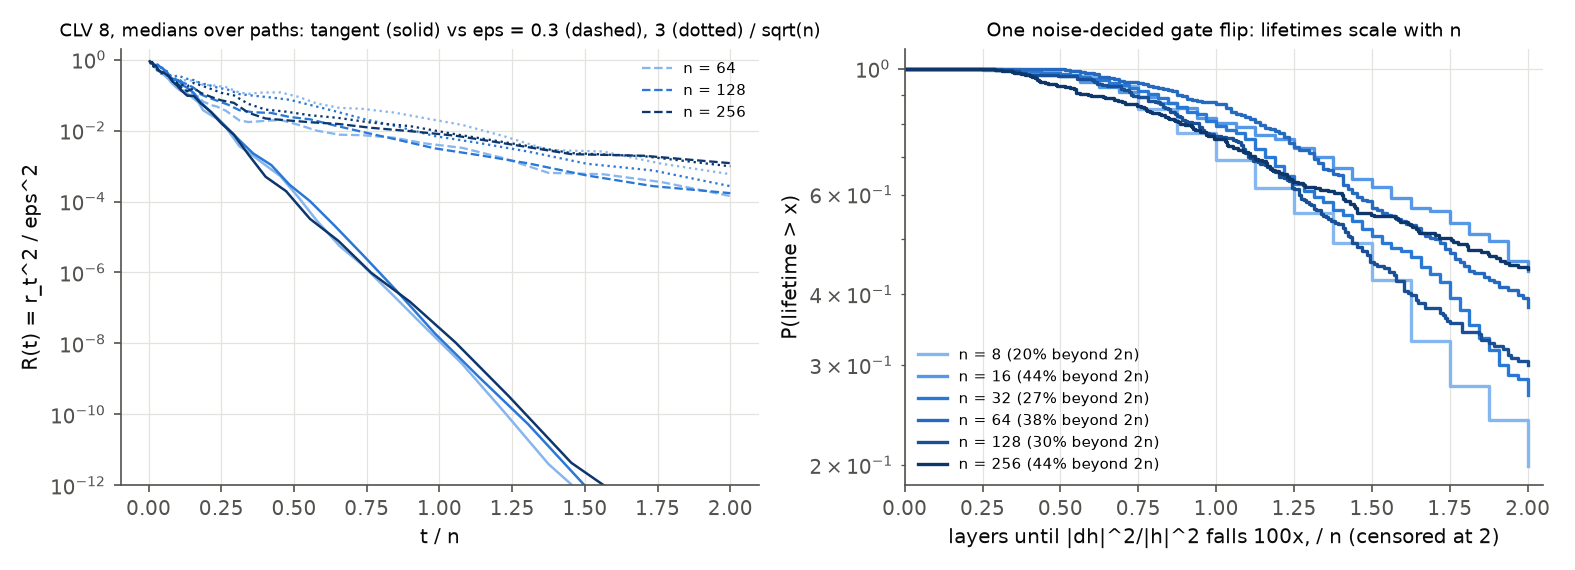 CLV 8, medians over paths: tangent (solid) vs eps = 0.3 (dashed), 3 (dotted) / sqrt(n)
R(t) = r_t^2 / eps^2
10^0
10^−2
10^−4
10^−6
10^−8
10^−10
10^−12
n = 64
n = 128
n = 256
0.00 0.25 0.50 0.75 1.00 1.25 1.50 1.75 2.00
t / n
One noise-decided gate flip: lifetimes scale with n
P(lifetime > x)
10^0
6 × 10^−1
4 × 10^−1
3 × 10^−1
2 × 10^−1
n = 8 (20% beyond 2n)
n = 16 (44% beyond 2n)
n = 32 (27% beyond 2n)
n = 64 (38% beyond 2n)
n = 128 (30% beyond 2n)
n = 256 (44% beyond 2n)
0.00 0.25 0.50 0.75 1.00 1.25 1.50 1.75 2.00
layers until |dh|^2/|h|^2 falls 100x, / n (censored at 2)